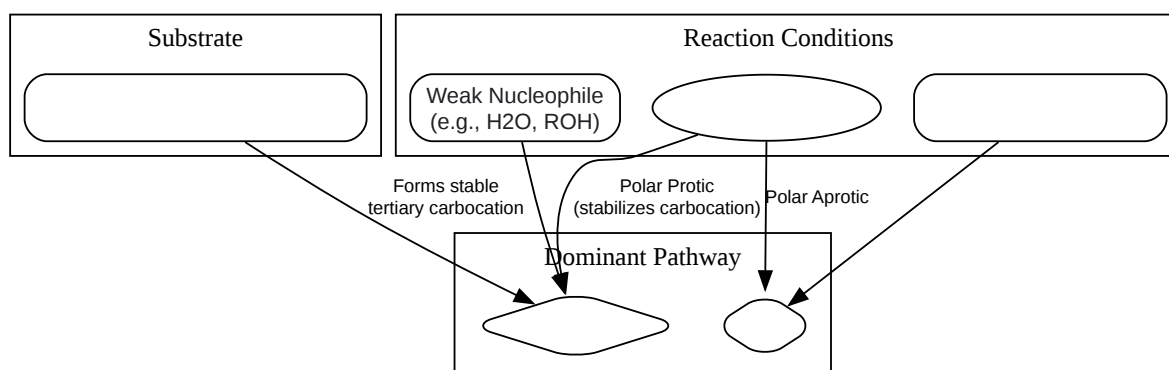 Substrate
Reaction Conditions
Weak Nucleophile
(e.g., H2O, ROH)
Forms stable
tertiary carbocation
Polar Protic
(stabilizes carbocation)
Polar Aprotic
Dominant Pathway